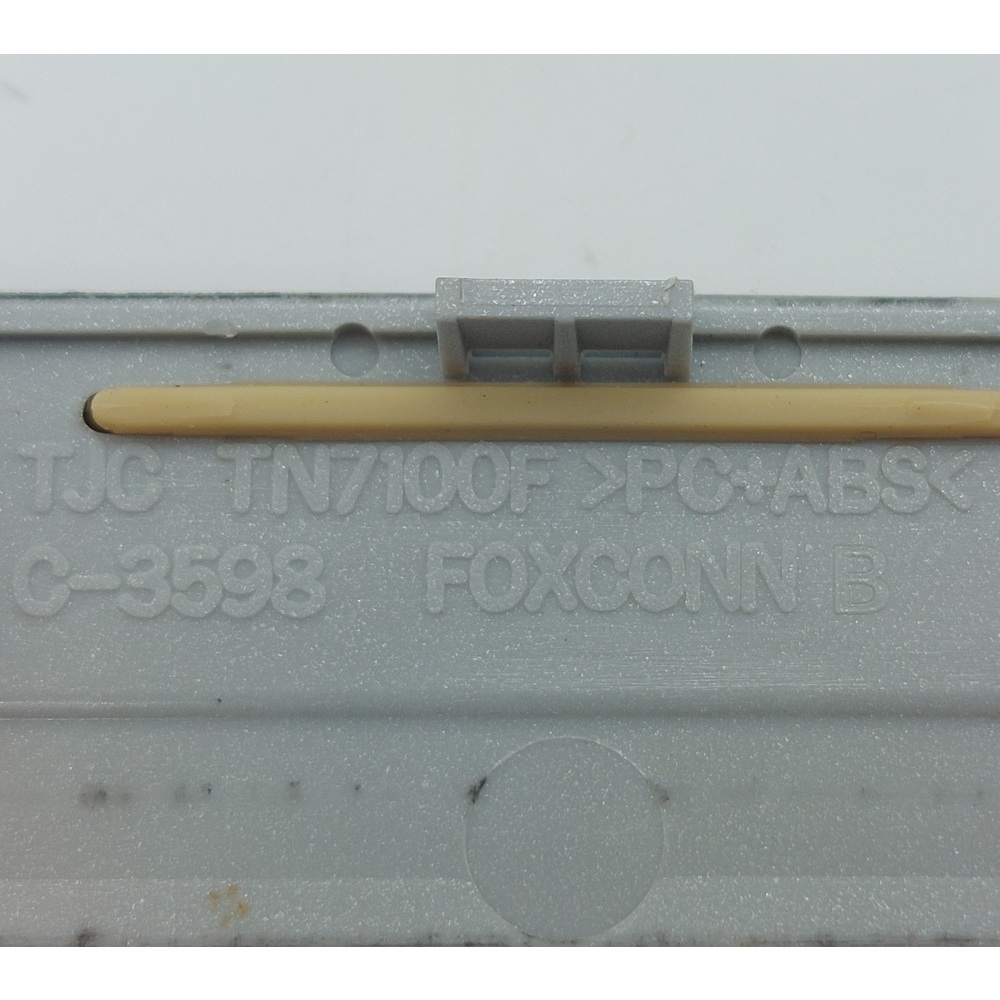 TJC TN7100F >PC+ABS<
C-3598 FOXCONN B